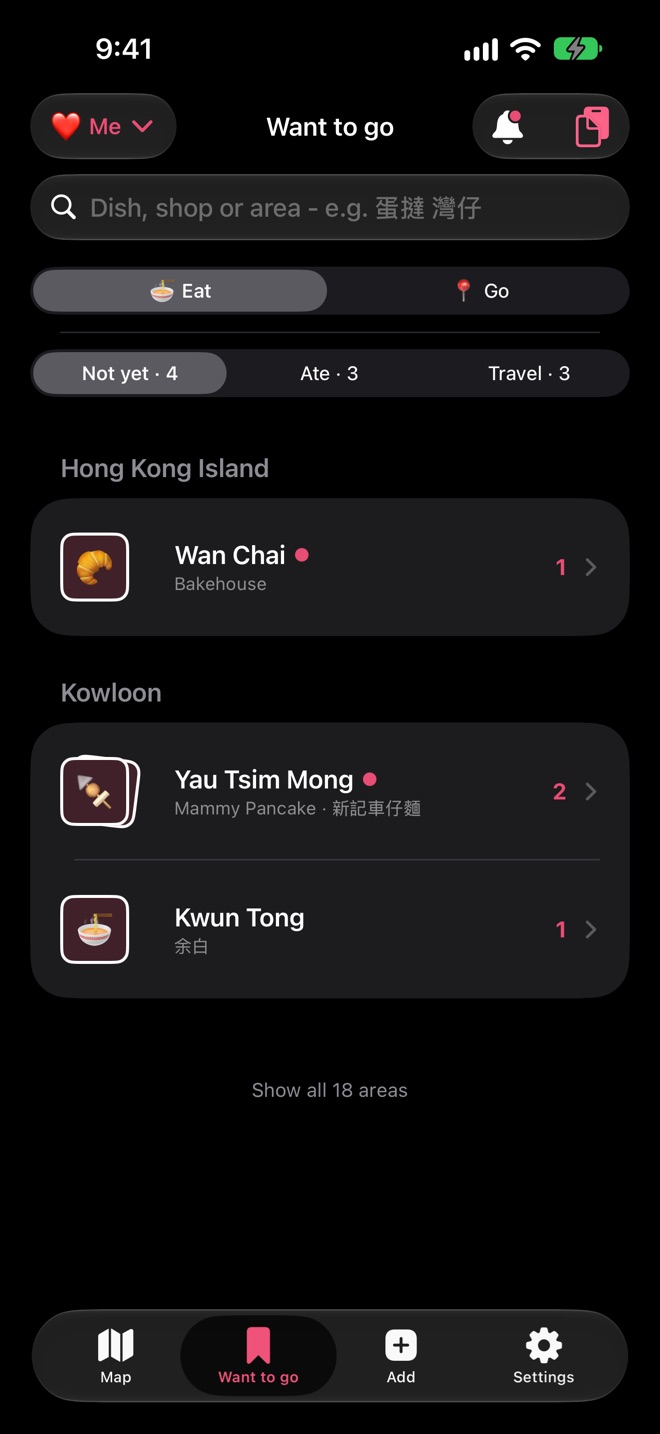 9:41
❤️ Me
Want to go
Dish, shop or area - e.g. 蛋撻 灣仔
🍜 Eat
📍 Go
Not yet · 4
Ate · 3
Travel · 3
Hong Kong Island
Wan Chai
Bakehouse
1
Kowloon
Yau Tsim Mong
Mammy Pancake · 新記車仔麵
2
Kwun Tong
余白
1
Show all 18 areas
Map
Want to go
Add
Settings